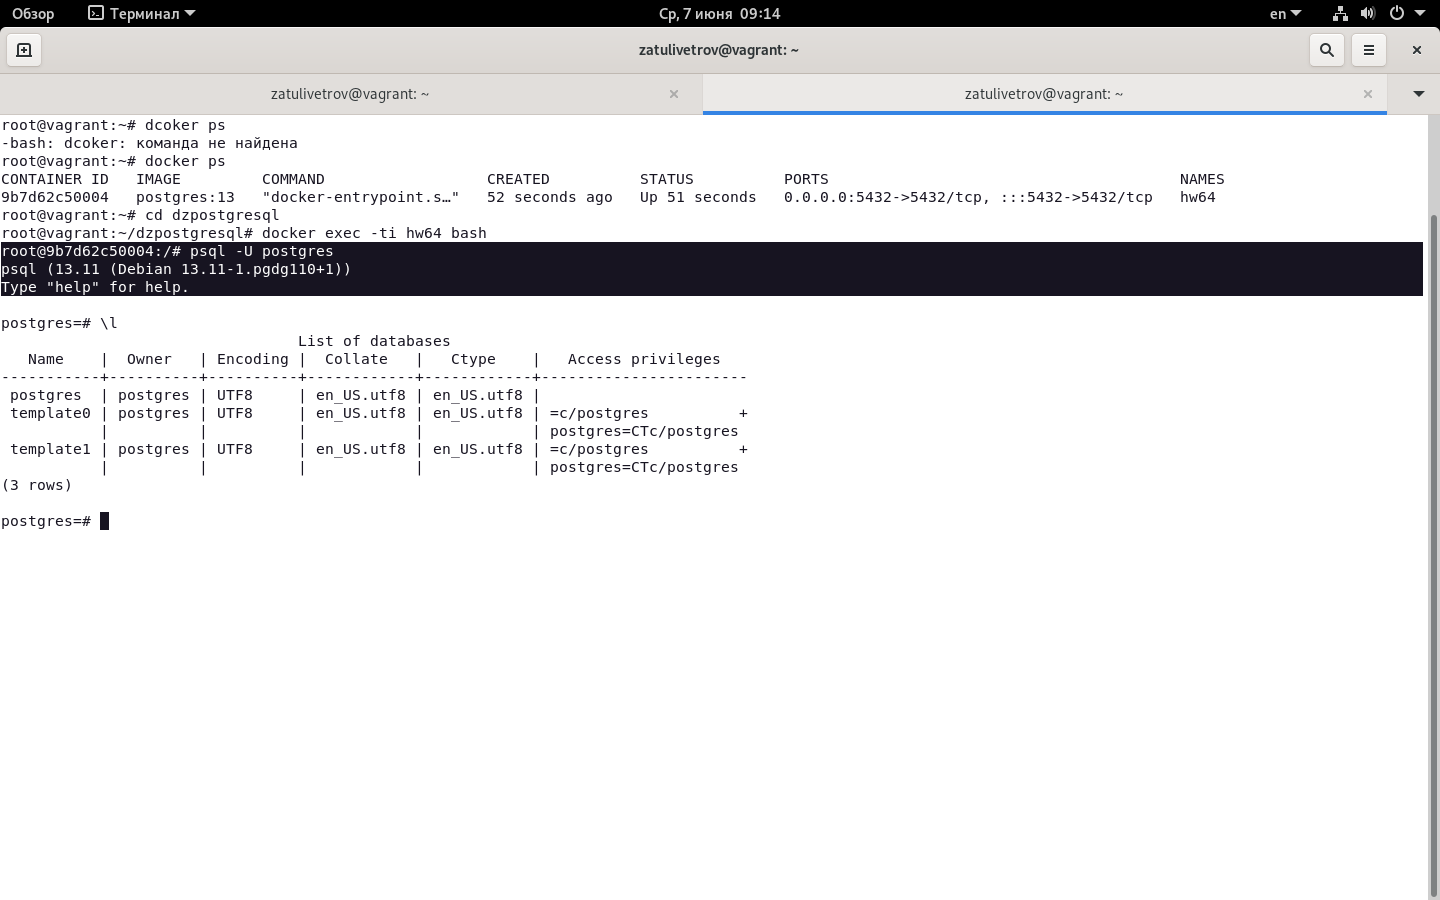 Обзор Терминал Ср, 7 июня 09:14 en
zatulivetrov@vagrant: ~
zatulivetrov@vagrant: ~ zatulivetrov@vagrant: ~
root@vagrant:~# dcoker ps
-bash: dcoker: команда не найдена
root@vagrant:~# docker ps
CONTAINER ID   IMAGE         COMMAND                  CREATED          STATUS          PORTS                                       NAMES
9b7d62c50004   postgres:13   "docker-entrypoint.s…"   52 seconds ago   Up 51 seconds   0.0.0.0:5432->5432/tcp, :::5432->5432/tcp   hw64
root@vagrant:~# cd dzpostgresql
root@vagrant:~/dzpostgresql# docker exec -ti hw64 bash
root@9b7d62c50004:/# psql -U postgres
psql (13.11 (Debian 13.11-1.pgdg110+1))
Type "help" for help.
postgres=# \l
                                 List of databases
   Name    |  Owner   | Encoding |  Collate   |   Ctype    |   Access privileges
-----------+----------+----------+------------+------------+-----------------------
 postgres  | postgres | UTF8     | en_US.utf8 | en_US.utf8 |
 template0 | postgres | UTF8     | en_US.utf8 | en_US.utf8 | =c/postgres          +
           |          |          |            |            | postgres=CTc/postgres
 template1 | postgres | UTF8     | en_US.utf8 | en_US.utf8 | =c/postgres          +
           |          |          |            |            | postgres=CTc/postgres
(3 rows)
postgres=#